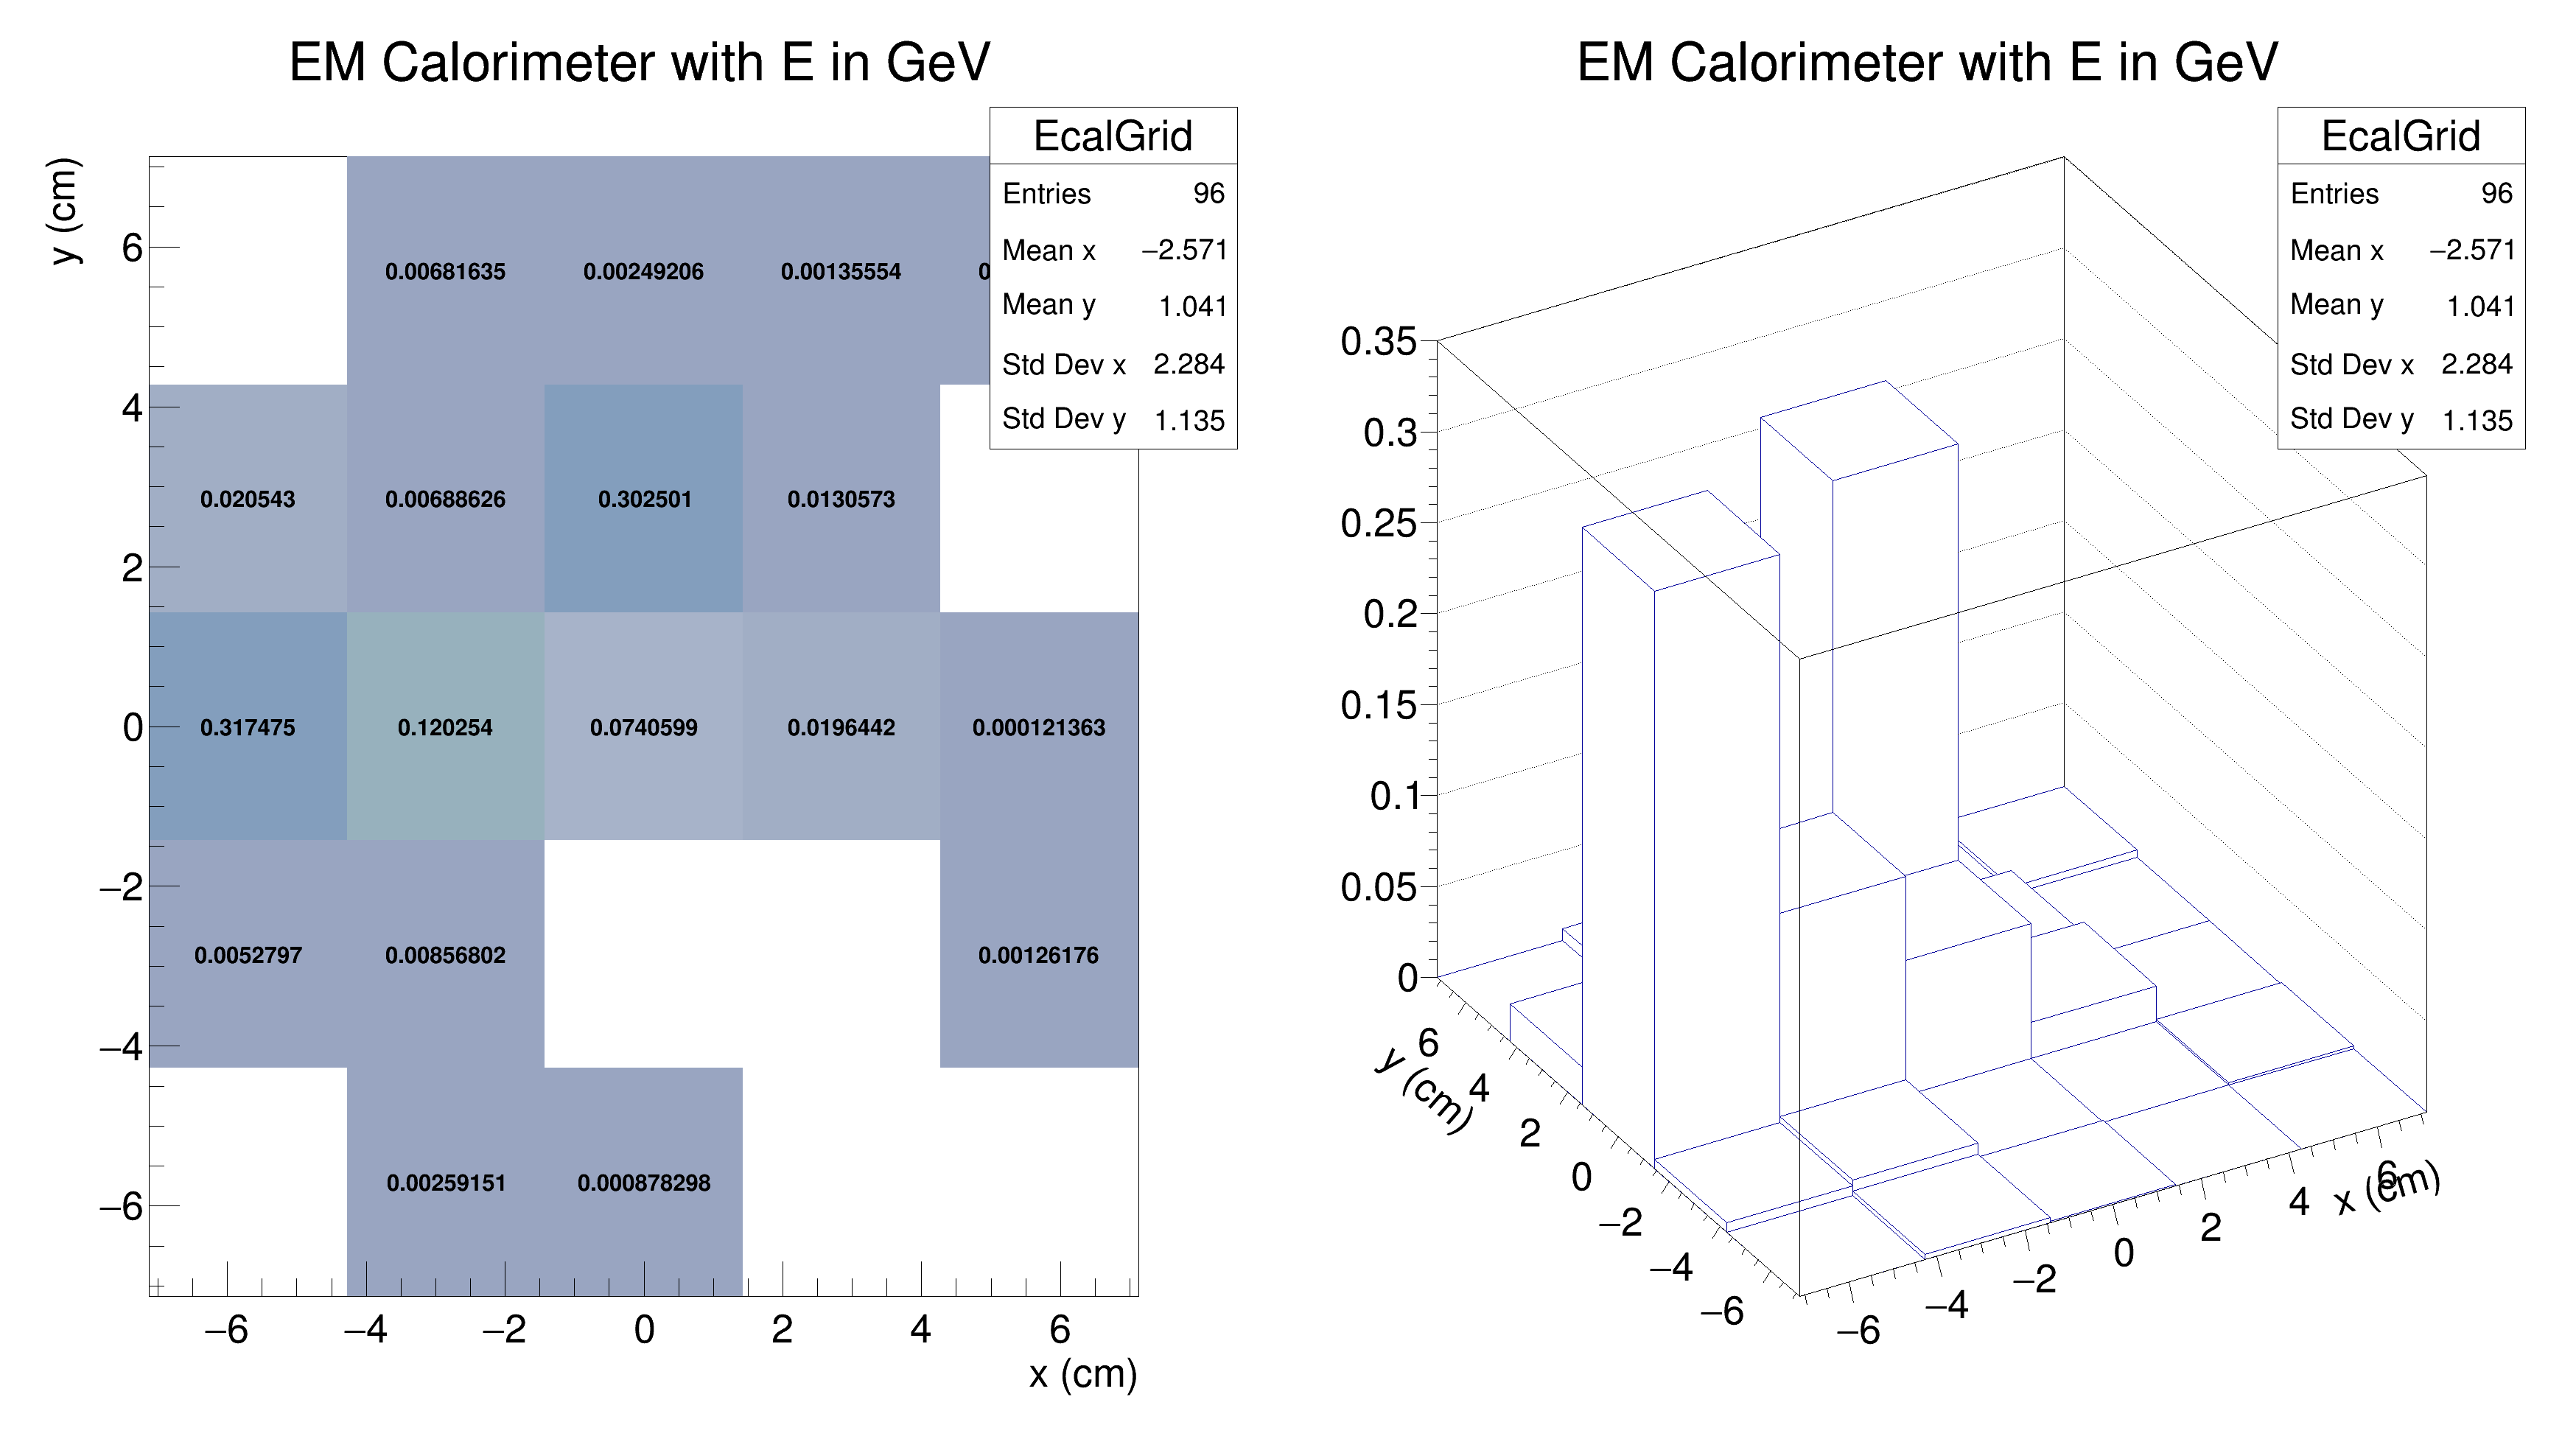 EM Calorimeter with E in GeV
EcalGrid
Entries 96
Mean x −2.571
Mean y 1.041
Std Dev x 2.284
Std Dev y 1.135
y (cm)
6
4
2
0
−2
−4
−6
0.00681635 0.00249206 0.00135554 0
0.020543 0.00688626 0.302501 0.0130573
0.317475 0.120254 0.0740599 0.0196442 0.000121363
0.0052797 0.00856802 0.00126176
0.00259151 0.000878298
−6 −4 −2 0 2 4 6
x (cm)
EM Calorimeter with E in GeV
EcalGrid
Entries 96
Mean x −2.571
Mean y 1.041
Std Dev x 2.284
Std Dev y 1.135
0.35
0.3
0.25
0.2
0.15
0.1
0.05
0
6
4
2
0
−2
−4
−6
y (cm)
−6 −4 −2 0 2 4 6
x (cm)